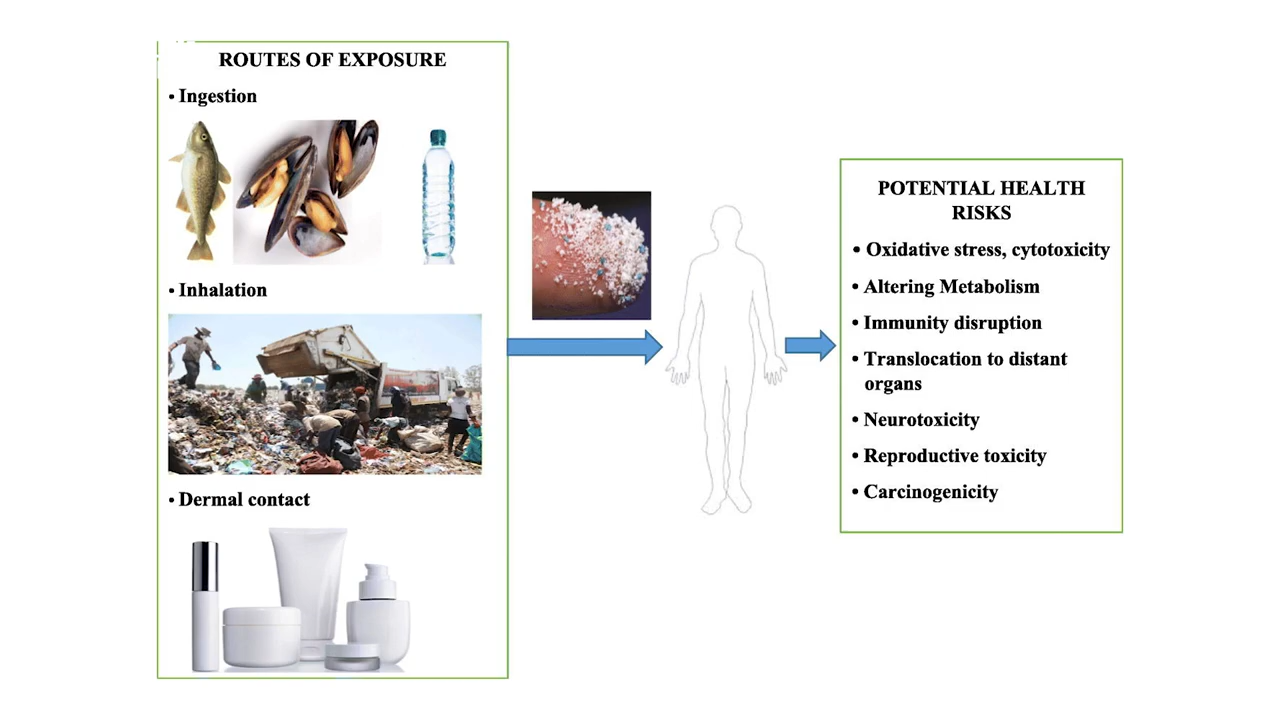 ROUTES OF EXPOSURE
• Ingestion
• Inhalation
• Dermal contact
POTENTIAL HEALTH
RISKS
• Oxidative stress, cytotoxicity
• Altering Metabolism
• Immunity disruption
• Translocation to distant
organs
• Neurotoxicity
• Reproductive toxicity
• Carcinogenicity